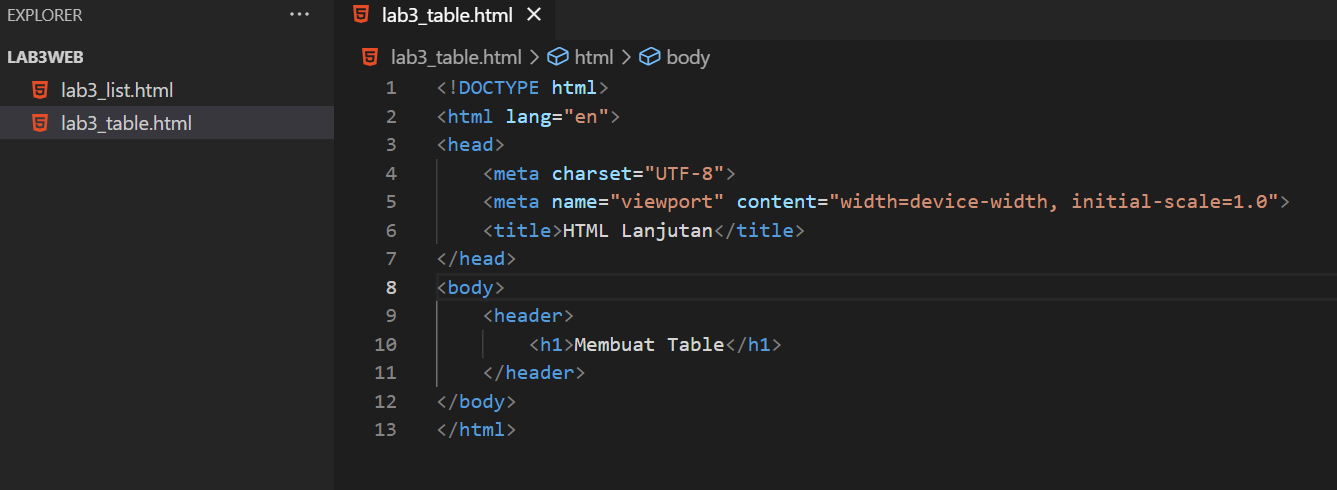 EXPLORER ...
lab3_table.html
LAB3WEB
lab3_list.html
lab3_table.html
lab3_table.html > html > body
1 <!DOCTYPE html>
2 <html lang="en">
3 <head>
4     <meta charset="UTF-8">
5     <meta name="viewport" content="width=device-width, initial-scale=1.0">
6     <title>HTML Lanjutan</title>
7 </head>
8 <body>
9     <header>
10         <h1>Membuat Table</h1>
11     </header>
12 </body>
13 </html>